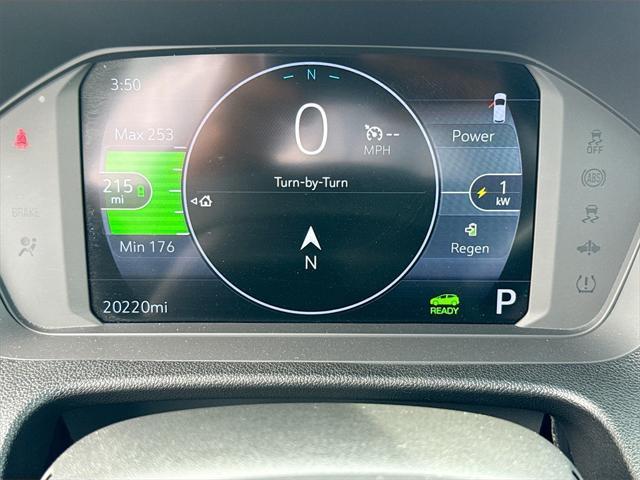 3:50
N
Max 253
0
--
MPH
Power
OFF
215
mi
Turn-by-Turn
1
kW
ABS
BRAKE
Min 176
N
Regen
20220mi
READY
P